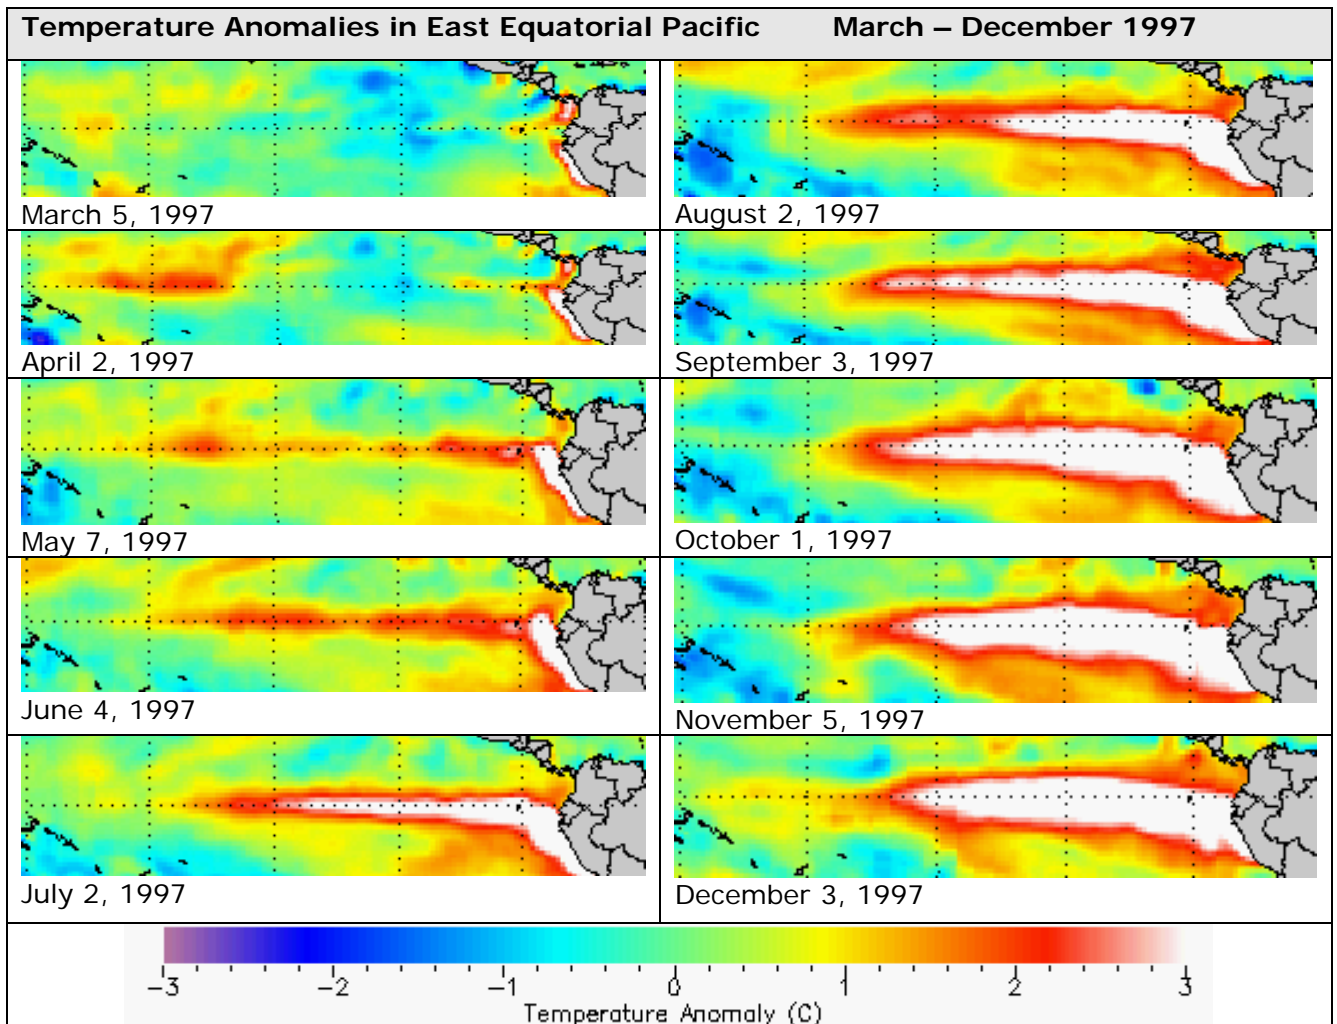 Temperature Anomalies in East Equatorial Pacific March – December 1997
March 5, 1997
August 2, 1997
April 2, 1997
September 3, 1997
May 7, 1997
October 1, 1997
June 4, 1997
November 5, 1997
July 2, 1997
December 3, 1997
−3 −2 −1 0 1 2 3
Temperature Anomaly (C)